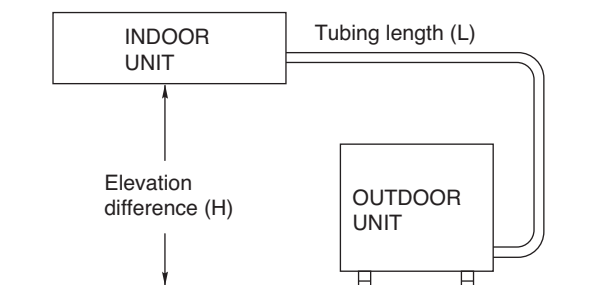 INDOOR
UNIT
Tubing length (L)
Elevation
difference (H)
OUTDOOR
UNIT